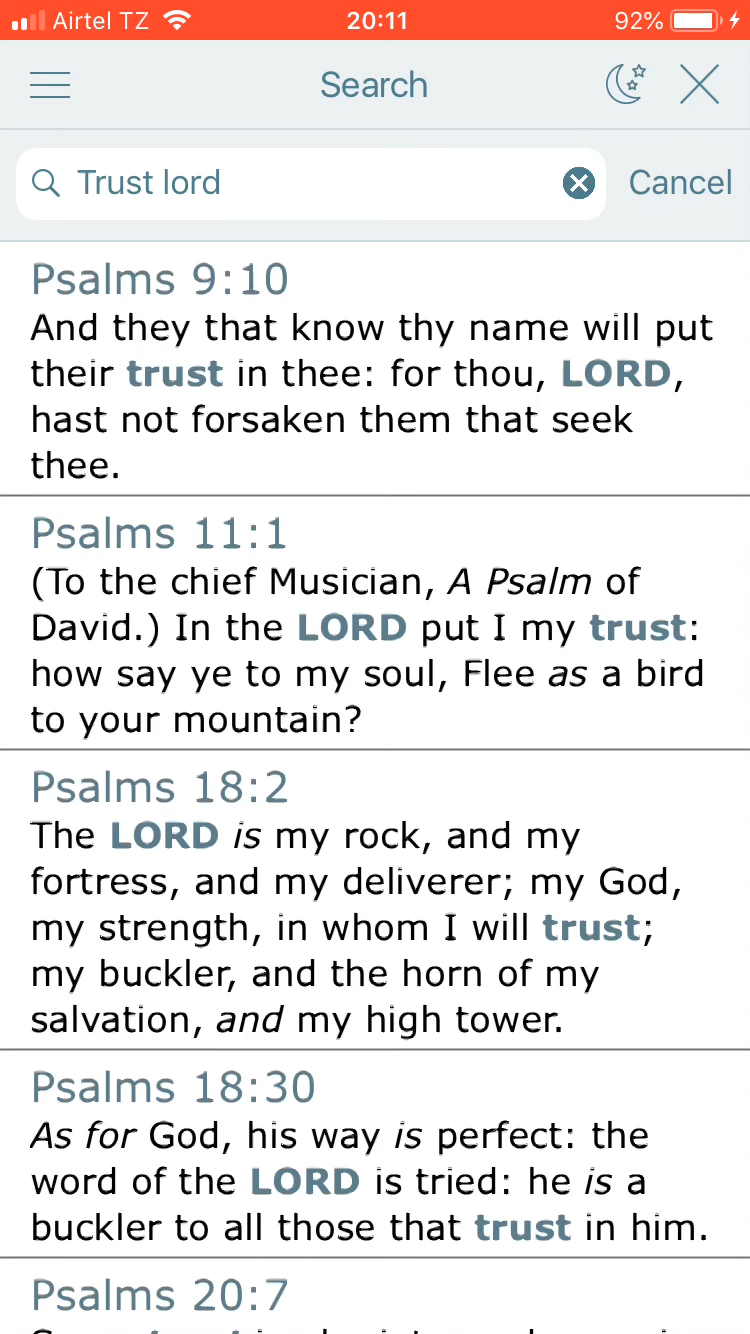 Airtel TZ 20:11 92%
Search
Trust lord Cancel
Psalms 9:10
And they that know thy name will put
their trust in thee: for thou, LORD,
hast not forsaken them that seek
thee.
Psalms 11:1
(To the chief Musician, A Psalm of
David.) In the LORD put I my trust:
how say ye to my soul, Flee as a bird
to your mountain?
Psalms 18:2
The LORD is my rock, and my
fortress, and my deliverer; my God,
my strength, in whom I will trust;
my buckler, and the horn of my
salvation, and my high tower.
Psalms 18:30
As for God, his way is perfect: the
word of the LORD is tried: he is a
buckler to all those that trust in him.
Psalms 20:7